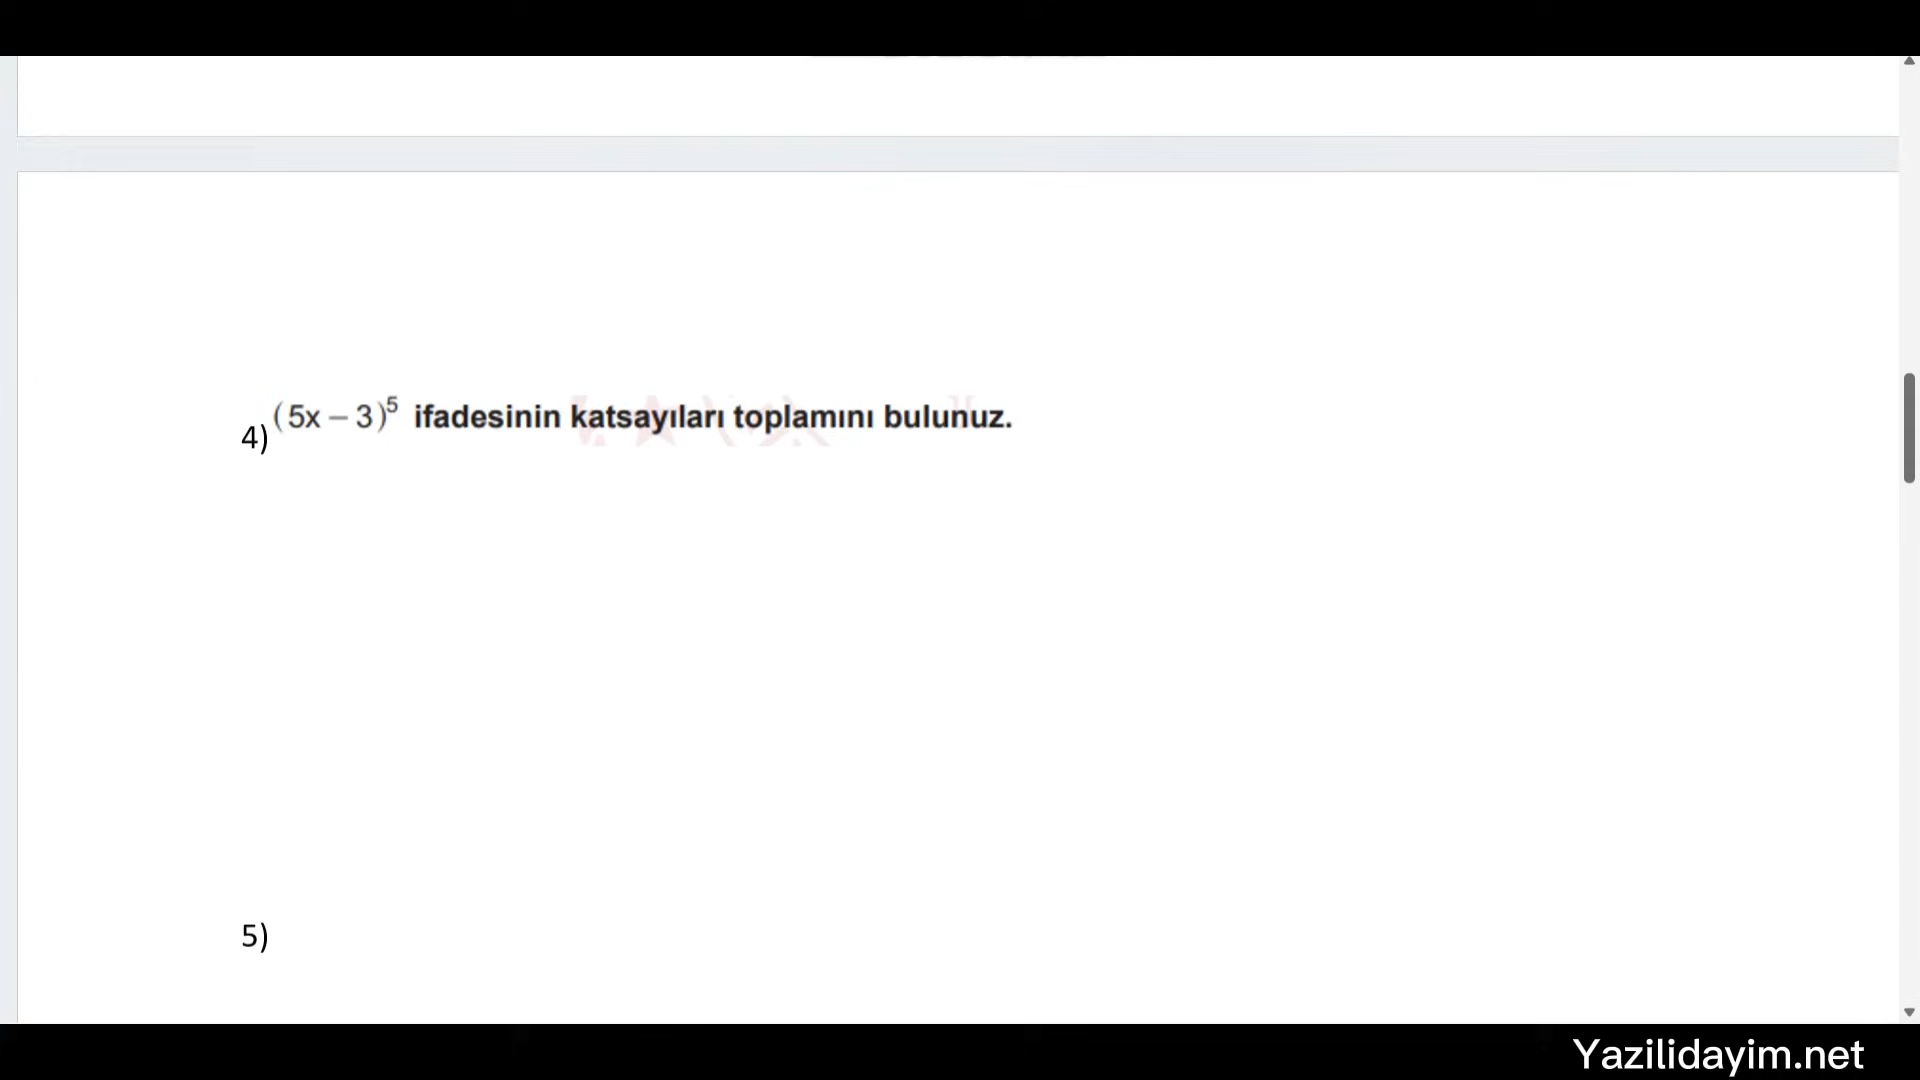 4) (5x – 3)⁵ ifadesinin katsayıları toplamını bulunuz.
5)
Yazilidayim.net